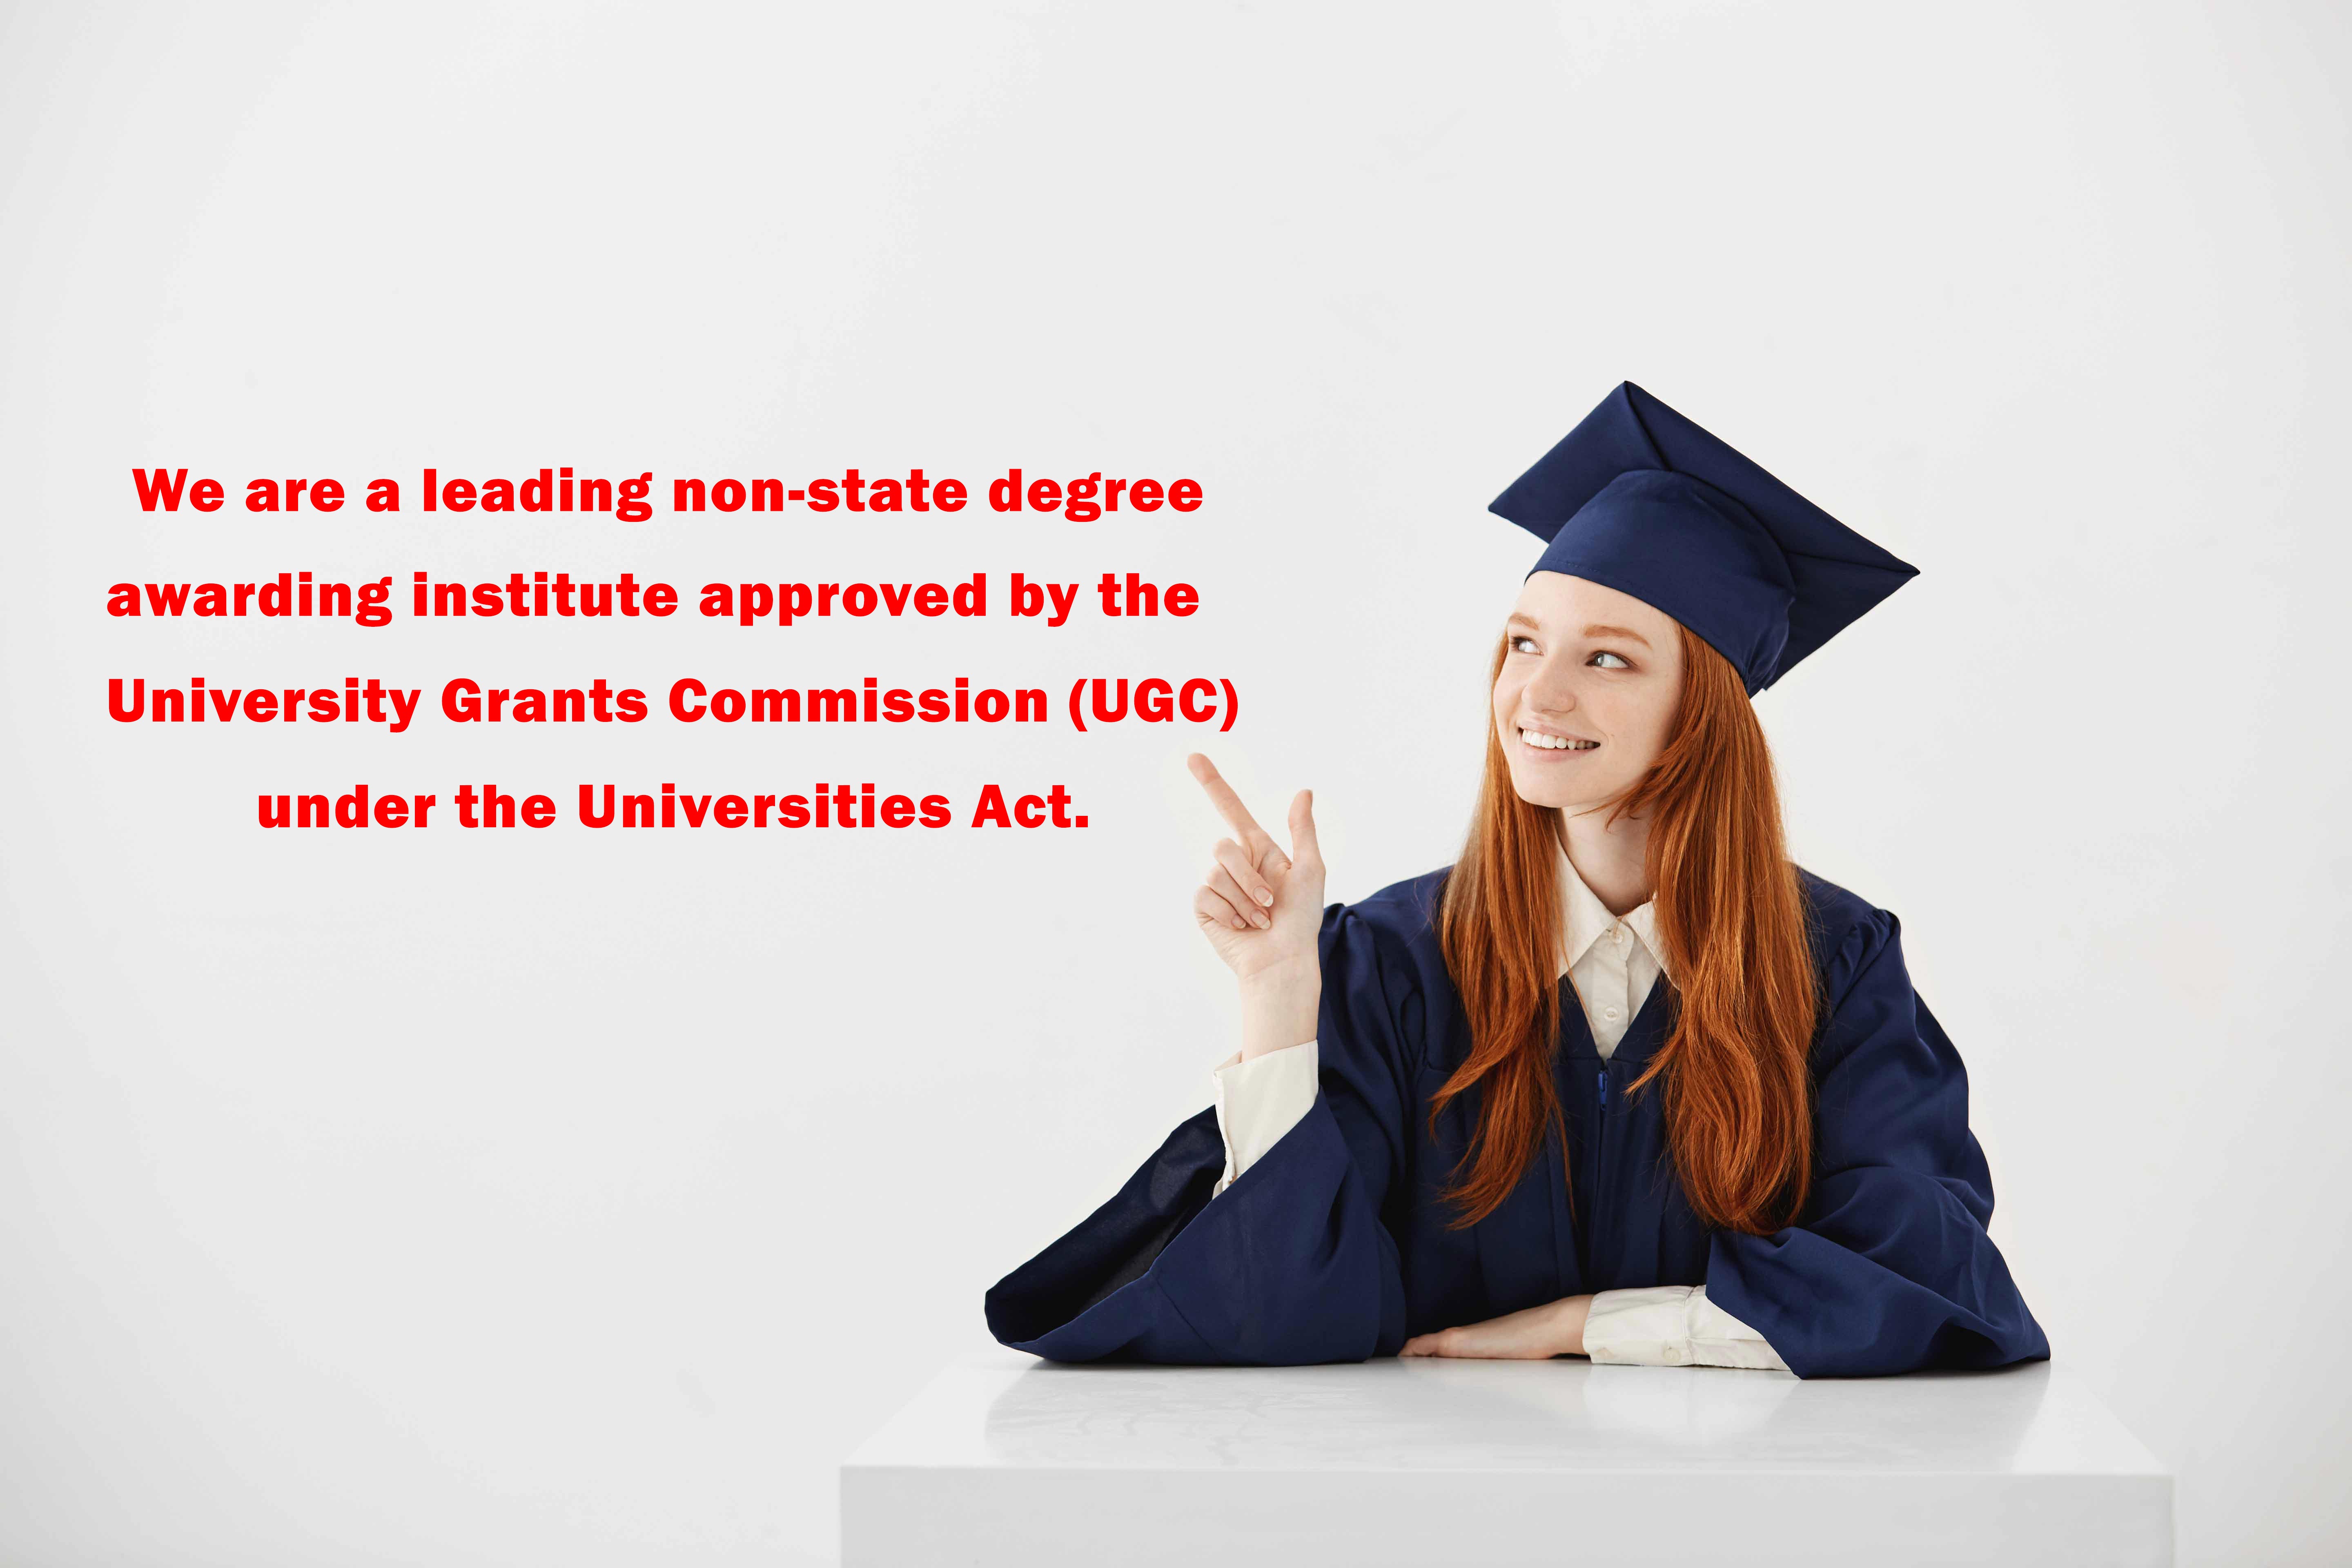 We are a leading non-state degree
awarding institute approved by the
University Grants Commission (UGC)
under the Universities Act.